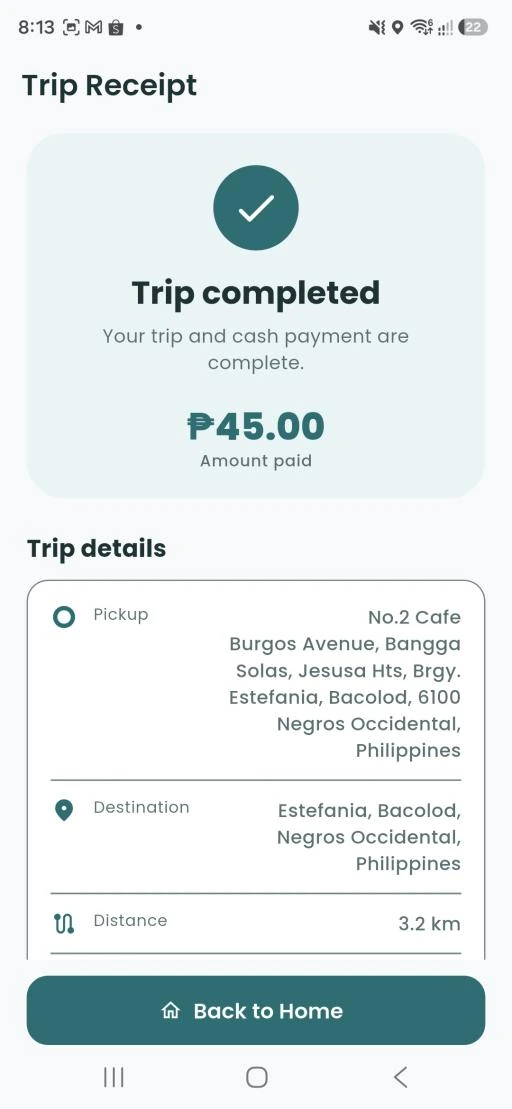 8:13
22
Trip Receipt
Trip completed
Your trip and cash payment are
complete.
₱45.00
Amount paid
Trip details
Pickup
No.2 Cafe
Burgos Avenue, Bangga
Solas, Jesusa Hts, Brgy.
Estefania, Bacolod, 6100
Negros Occidental,
Philippines
Destination
Estefania, Bacolod,
Negros Occidental,
Philippines
Distance
3.2 km
Back to Home